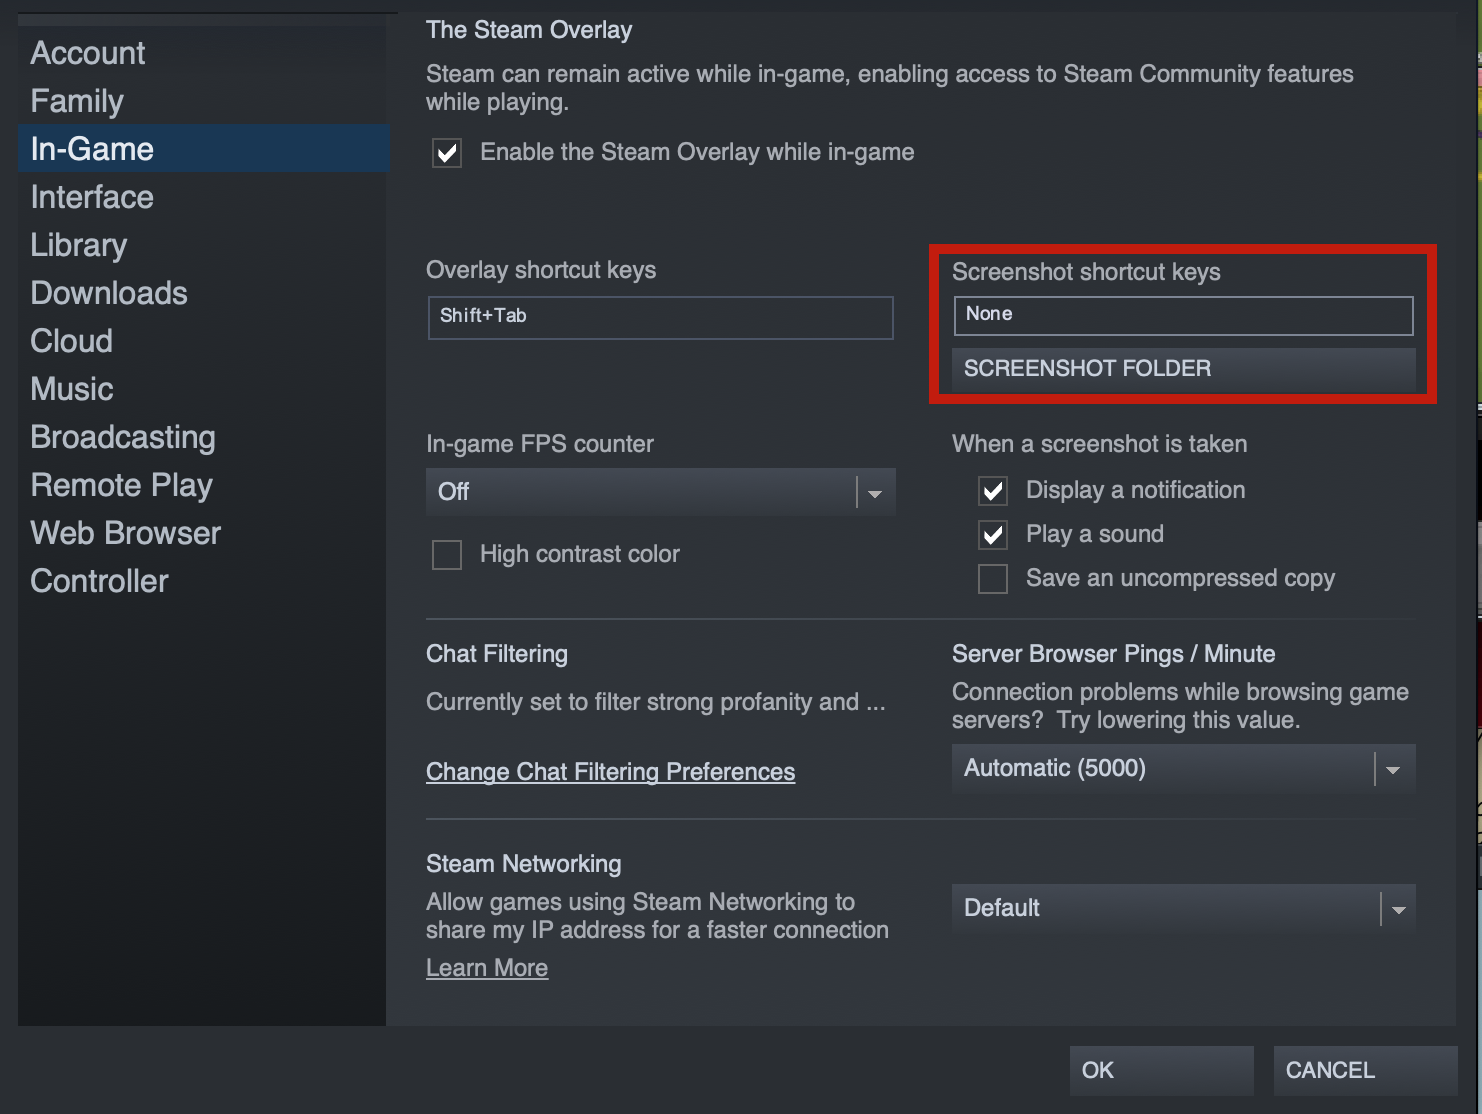 Account
Family
In-Game
Interface
Library
Downloads
Cloud
Music
Broadcasting
Remote Play
Web Browser
Controller
The Steam Overlay
Steam can remain active while in-game, enabling access to Steam Community features
while playing.
Enable the Steam Overlay while in-game
Overlay shortcut keys
Shift+Tab
Screenshot shortcut keys
None
SCREENSHOT FOLDER
In-game FPS counter
Off
High contrast color
When a screenshot is taken
Display a notification
Play a sound
Save an uncompressed copy
Chat Filtering
Currently set to filter strong profanity and ...
Change Chat Filtering Preferences
Server Browser Pings / Minute
Connection problems while browsing game
servers?  Try lowering this value.
Automatic (5000)
Steam Networking
Allow games using Steam Networking to
share my IP address for a faster connection
Learn More
Default
OK
CANCEL